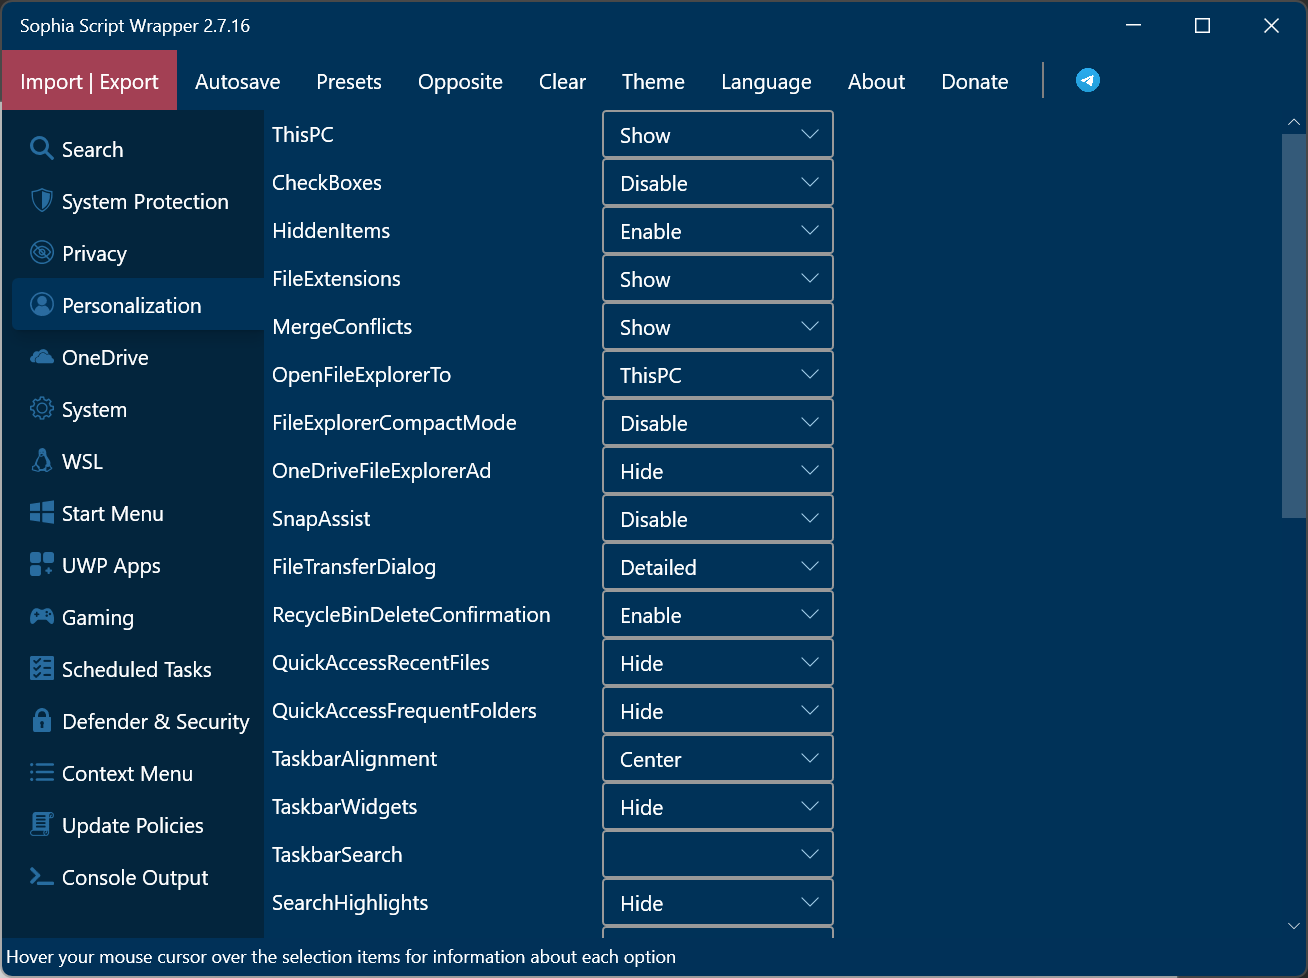 Sophia Script Wrapper 2.7.16
Import | Export Autosave Presets Opposite Clear Theme Language About Donate
Search
System Protection
Privacy
Personalization
OneDrive
System
WSL
Start Menu
UWP Apps
Gaming
Scheduled Tasks
Defender & Security
Context Menu
Update Policies
Console Output
ThisPC Show
CheckBoxes Disable
HiddenItems Enable
FileExtensions Show
MergeConflicts Show
OpenFileExplorerTo ThisPC
FileExplorerCompactMode Disable
OneDriveFileExplorerAd Hide
SnapAssist Disable
FileTransferDialog Detailed
RecycleBinDeleteConfirmation Enable
QuickAccessRecentFiles Hide
QuickAccessFrequentFolders Hide
TaskbarAlignment Center
TaskbarWidgets Hide
TaskbarSearch
SearchHighlights Hide
Hover your mouse cursor over the selection items for information about each option